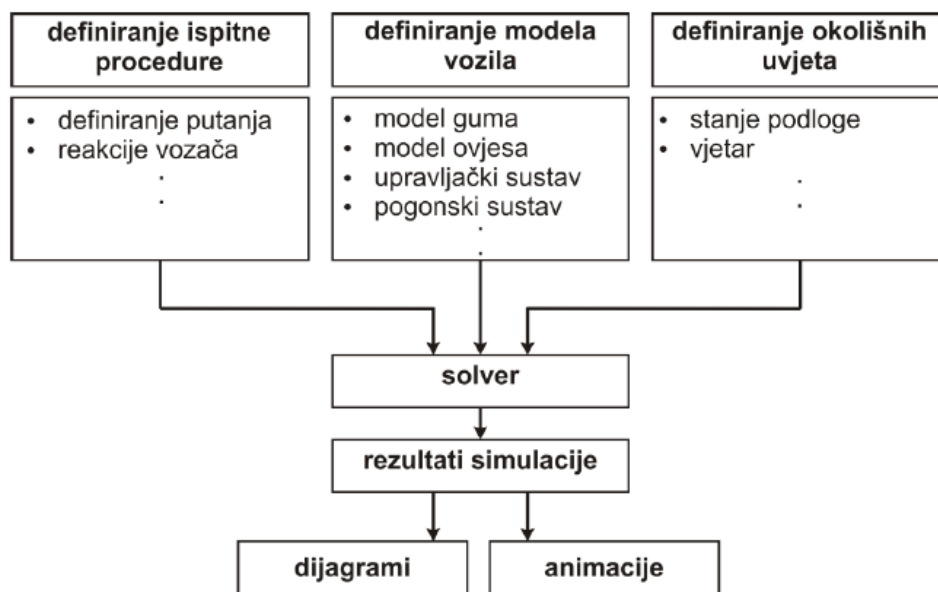 definiranje ispitne
procedure
• definiranje putanja
• reakcije vozača
.
.
definiranje modela
vozila
• model guma
• model ovjesa
• upravljački sustav
• pogonski sustav
.
.
definiranje okolišnih
uvjeta
• stanje podloge
• vjetar
.
.
solver
rezultati simulacije
dijagrami
animacije